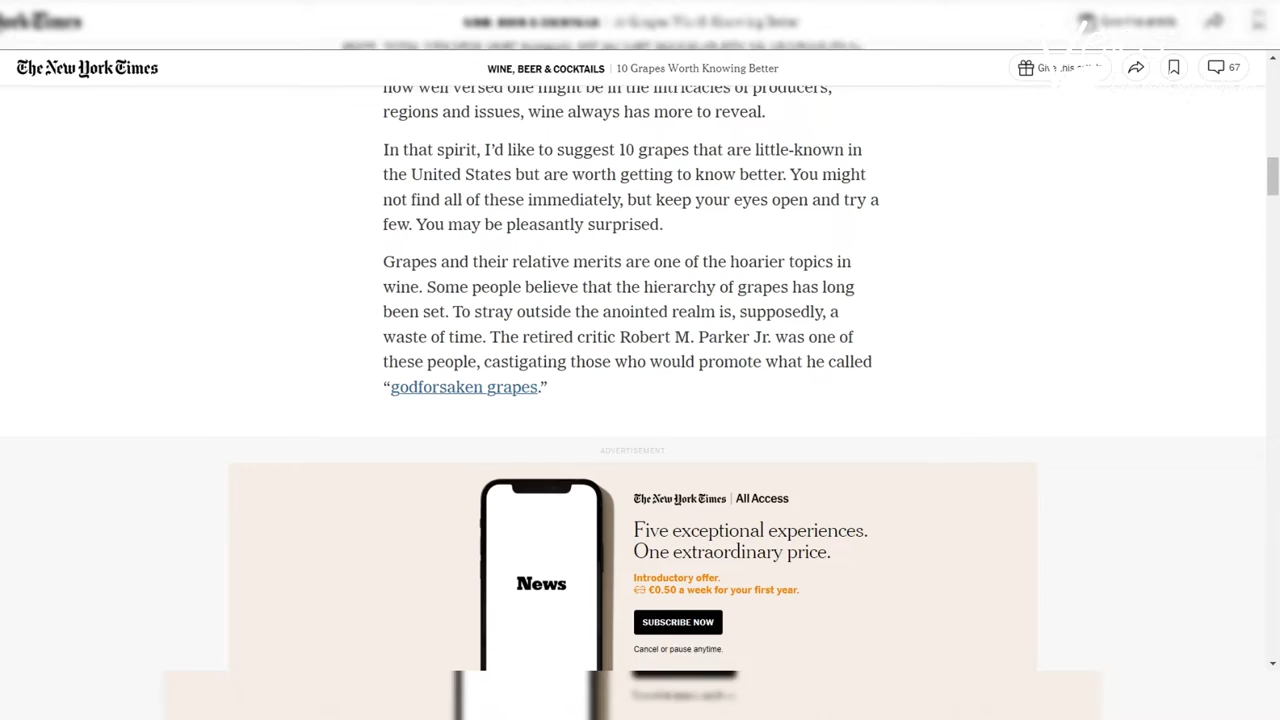 The New York Times
WINE, BEER & COCKTAILS | 10 Grapes Worth Knowing Better
Give this
67
how well versed one might be in the intricacies of producers,
regions and issues, wine always has more to reveal.
In that spirit, I’d like to suggest 10 grapes that are little-known in
the United States but are worth getting to know better. You might
not find all of these immediately, but keep your eyes open and try a
few. You may be pleasantly surprised.
Grapes and their relative merits are one of the hoarier topics in
wine. Some people believe that the hierarchy of grapes has long
been set. To stray outside the anointed realm is, supposedly, a
waste of time. The retired critic Robert M. Parker Jr. was one of
these people, castigating those who would promote what he called
“godforsaken grapes.”
ADVERTISEMENT
The New York Times | All Access
Five exceptional experiences.
One extraordinary price.
Introductory offer.
€0.50 a week for your first year.
News
SUBSCRIBE NOW
Cancel or pause anytime.